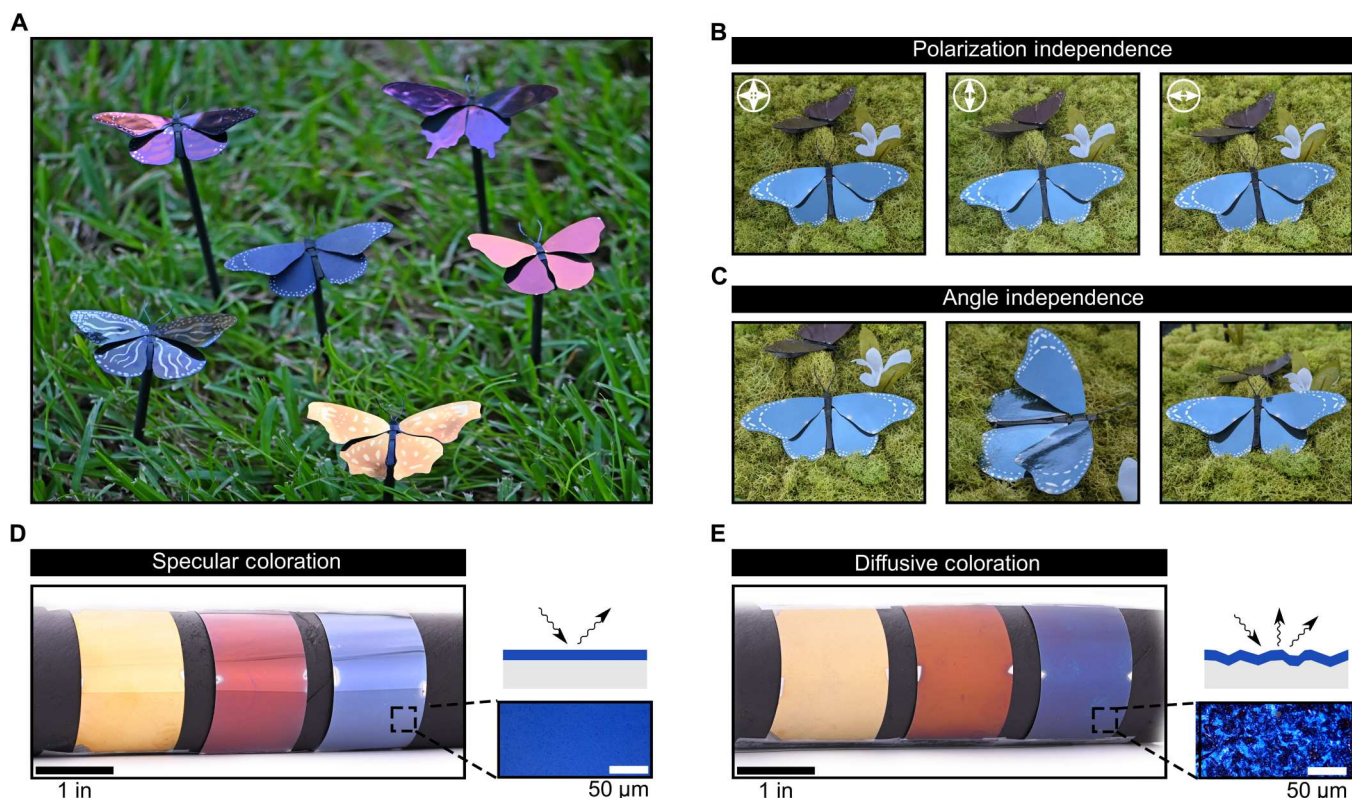 A
B
Polarization independence
C
Angle independence
D
Specular coloration
1 in
50 μm
E
Diffusive coloration
1 in
50 μm